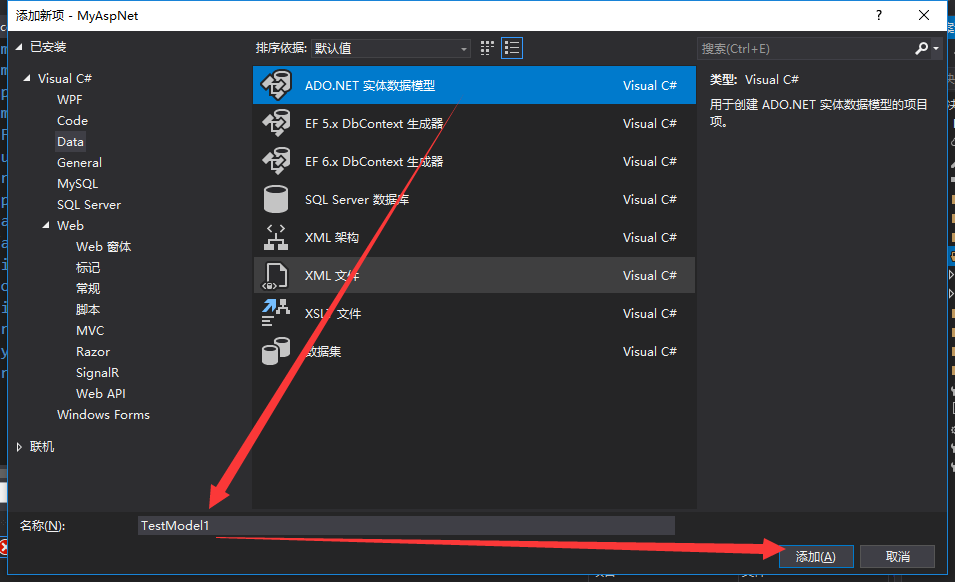 添加新项 - MyAspNet
?
已安装
Visual C#
WPF
Code
Data
General
MySQL
SQL Server
Web
Web 窗体
标记
常规
脚本
MVC
Razor
SignalR
Web API
Windows Forms
联机
排序依据: 默认值
ADO.NET 实体数据模型 Visual C#
EF 5.x DbContext 生成器 Visual C#
EF 6.x DbContext 生成器 Visual C#
SQL Server 数据库 Visual C#
XML 架构 Visual C#
XML 文件 Visual C#
XSLT 文件 Visual C#
数据集 Visual C#
搜索(Ctrl+E)
类型: Visual C#
用于创建 ADO.NET 实体数据模型的项目
项。
名称(N): TestModel1
添加(A) 取消